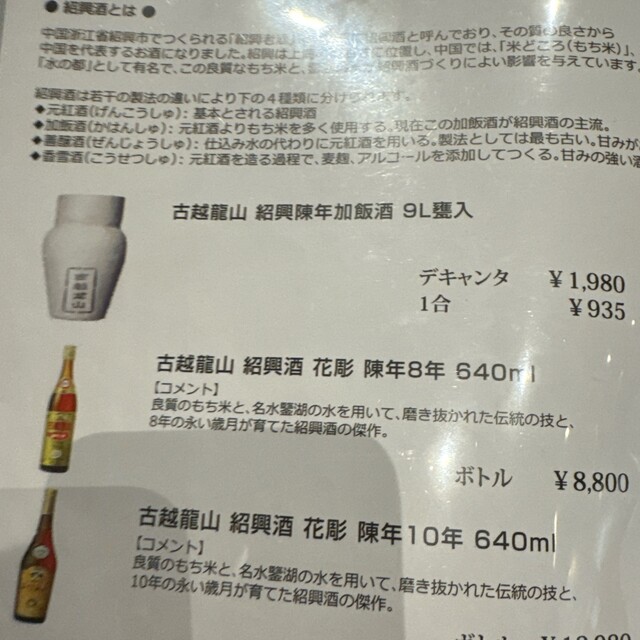 ● 紹興酒とは ●
中国浙江省紹興市でつくられる「紹興老酒」 興酒と呼んでおり、その質の良さから
中国を代表するお酒になりました。紹興は上海 に位置し、中国では、「米どころ(もち米)」、
「水の都」として有名で、この良質なもち米と、 酒づくりによい影響を与えています。
紹興酒は若干の製法の違いにより下の4種類に分けられます。
◆元紅酒(げんこうしゅ): 基本とされる紹興酒
◆加飯酒(かはんしゅ): 元紅酒よりもち米を多く使用する。現在この加飯酒が紹興酒の主流。
◆善醸酒(ぜんじょうしゅ): 仕込み水の代わりに元紅酒を用いる。製法としては最も古い。甘みが
◆香雪酒(こうせつしゅ): 元紅酒を造る過程で、麦麹、アルコールを添加してつくる。甘みの強い酒
古越龍山 紹興陳年加飯酒 9L甕入
古越龍山
デキャンタ ¥1,980
1合 ¥935
古越龍山 紹興酒 花彫 陳年8年 640ml
【コメント】
良質のもち米と、名水鑒湖の水を用いて、磨き抜かれた伝統の技と、
8年の永い歳月が育てた紹興酒の傑作。
ボトル ¥8,800
古越龍山 紹興酒 花彫 陳年10年 640ml
【コメント】
良質のもち米と、名水鑒湖の水を用いて、磨き抜かれた伝統の技と、
10年の永い歳月が育てた紹興酒の傑作。
ボトル